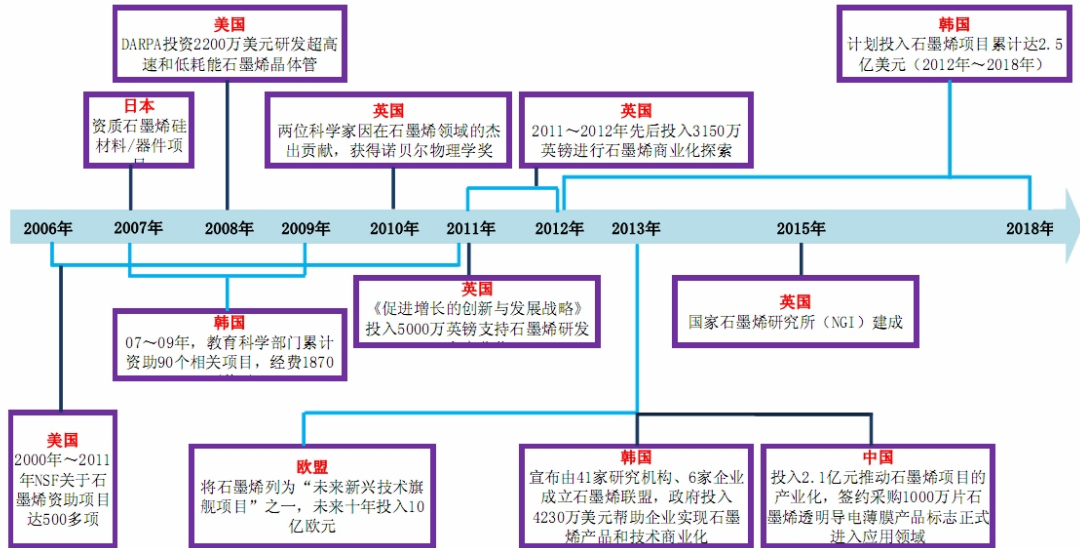 美国
DARPA投资2200万美元研发超高
速和低耗能石墨烯晶体管
韩国
计划投入石墨烯项目累计达2.5
亿美元（2012年～2018年）
日本
资质石墨烯硅
材料/器件项
英国
两位科学家因在石墨烯领域的杰
出贡献，获得诺贝尔物理学奖
英国
2011～2012年先后投入3150万
英镑进行石墨烯商业化探索
2006年 2007年 2008年 2009年 2010年 2011年 2012年 2013年 2015年 2018年
韩国
07～09年，教育科学部门累计
资助90个相关项目，经费1870
英国
《促进增长的创新与发展战略》
投入5000万英镑支持石墨烯研发
英国
国家石墨烯研究所（NGI）建成
美国
2000年～2011
年NSF关于石
墨烯资助项目
达500多项
欧盟
将石墨烯列为“未来新兴技术旗
舰项目”之一，未来十年投入10
亿欧元
韩国
宣布由41家研究机构、6家企业
成立石墨烯联盟，政府投入
4230万美元帮助企业实现石墨
烯产品和技术商业化
中国
投入2.1亿元推动石墨烯项目的
产业化，签约采购1000万片石
墨烯透明导电薄膜产品标志正式
进入应用领域